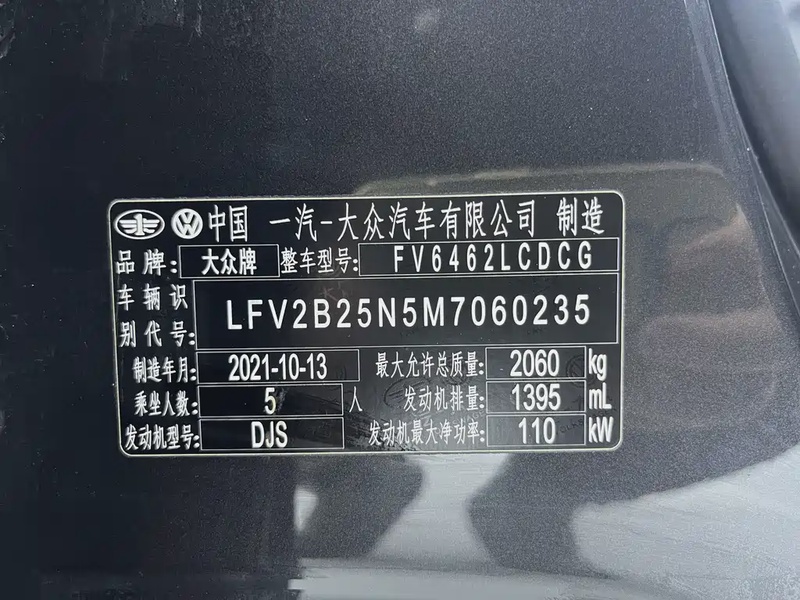 中国 一汽-大众汽车有限公司 制造
品牌: 大众牌 整车型号: FV6462LCDCG
车辆识别代号: LFV2B25N5M7060235
制造年月: 2021-10-13 最大允许总质量: 2060 kg
乘坐人数: 5 人 发动机排量: 1395 mL
发动机型号: DJS 发动机最大净功率: 110 kW